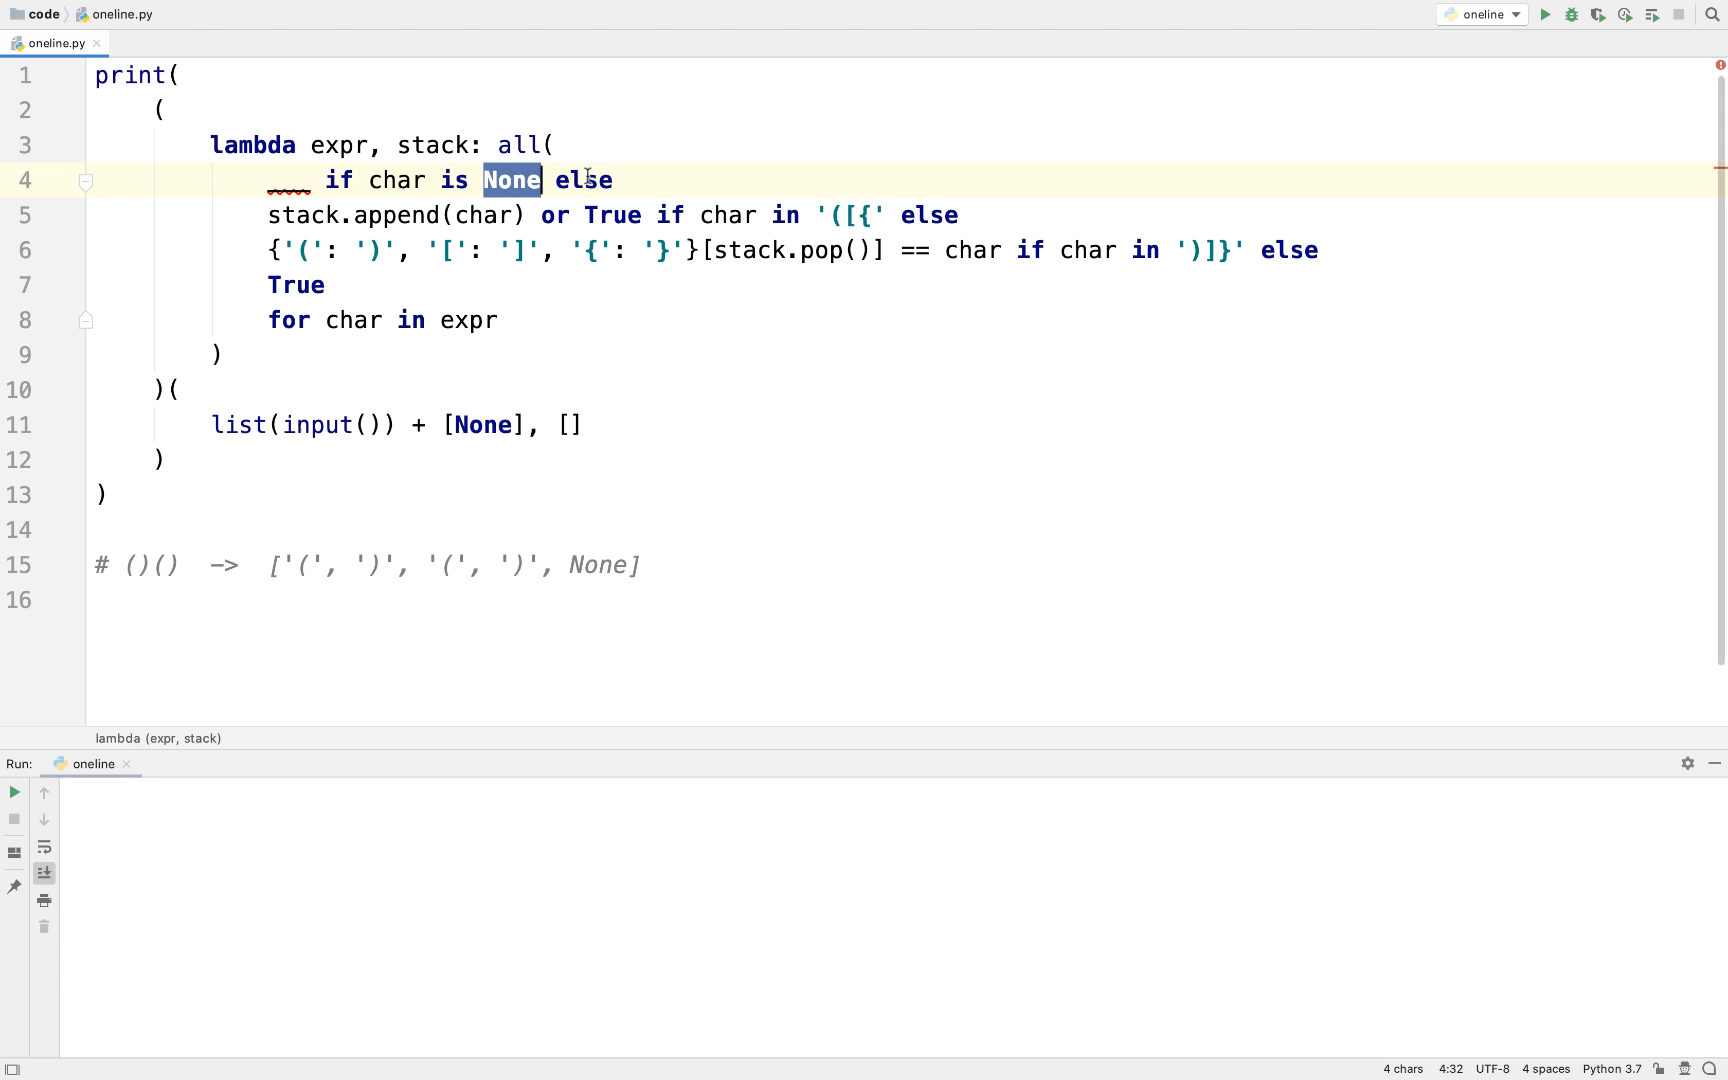 code oneline.py oneline
oneline.py
1 print(
2 (
3 lambda expr, stack: all(
4 ____ if char is None else
5 stack.append(char) or True if char in '([{' else
6 {'(': ')', '[': ']', '{': '}'}[stack.pop()] == char if char in ')]}' else
7 True
8 for char in expr
9 )
10 )(
11 list(input()) + [None], []
12 )
13 )
14
15 # ()() -> ['(', ')', '(', ')', None]
16
lambda (expr, stack)
Run: oneline
4 chars 4:32 UTF-8 4 spaces Python 3.7